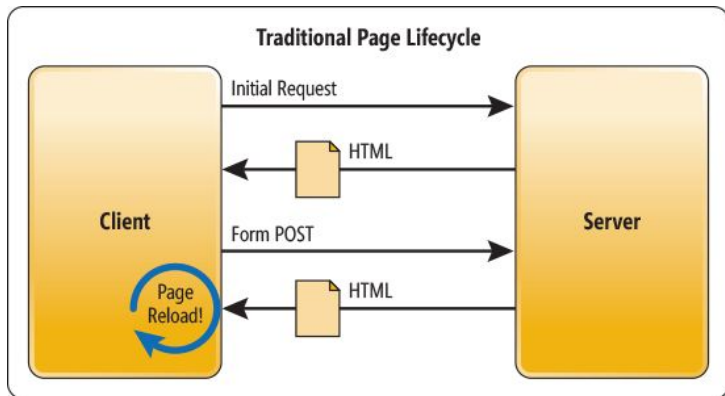 Traditional Page Lifecycle
Initial Request
HTML
Client
Server
Form POST
HTML
Page
Reload!